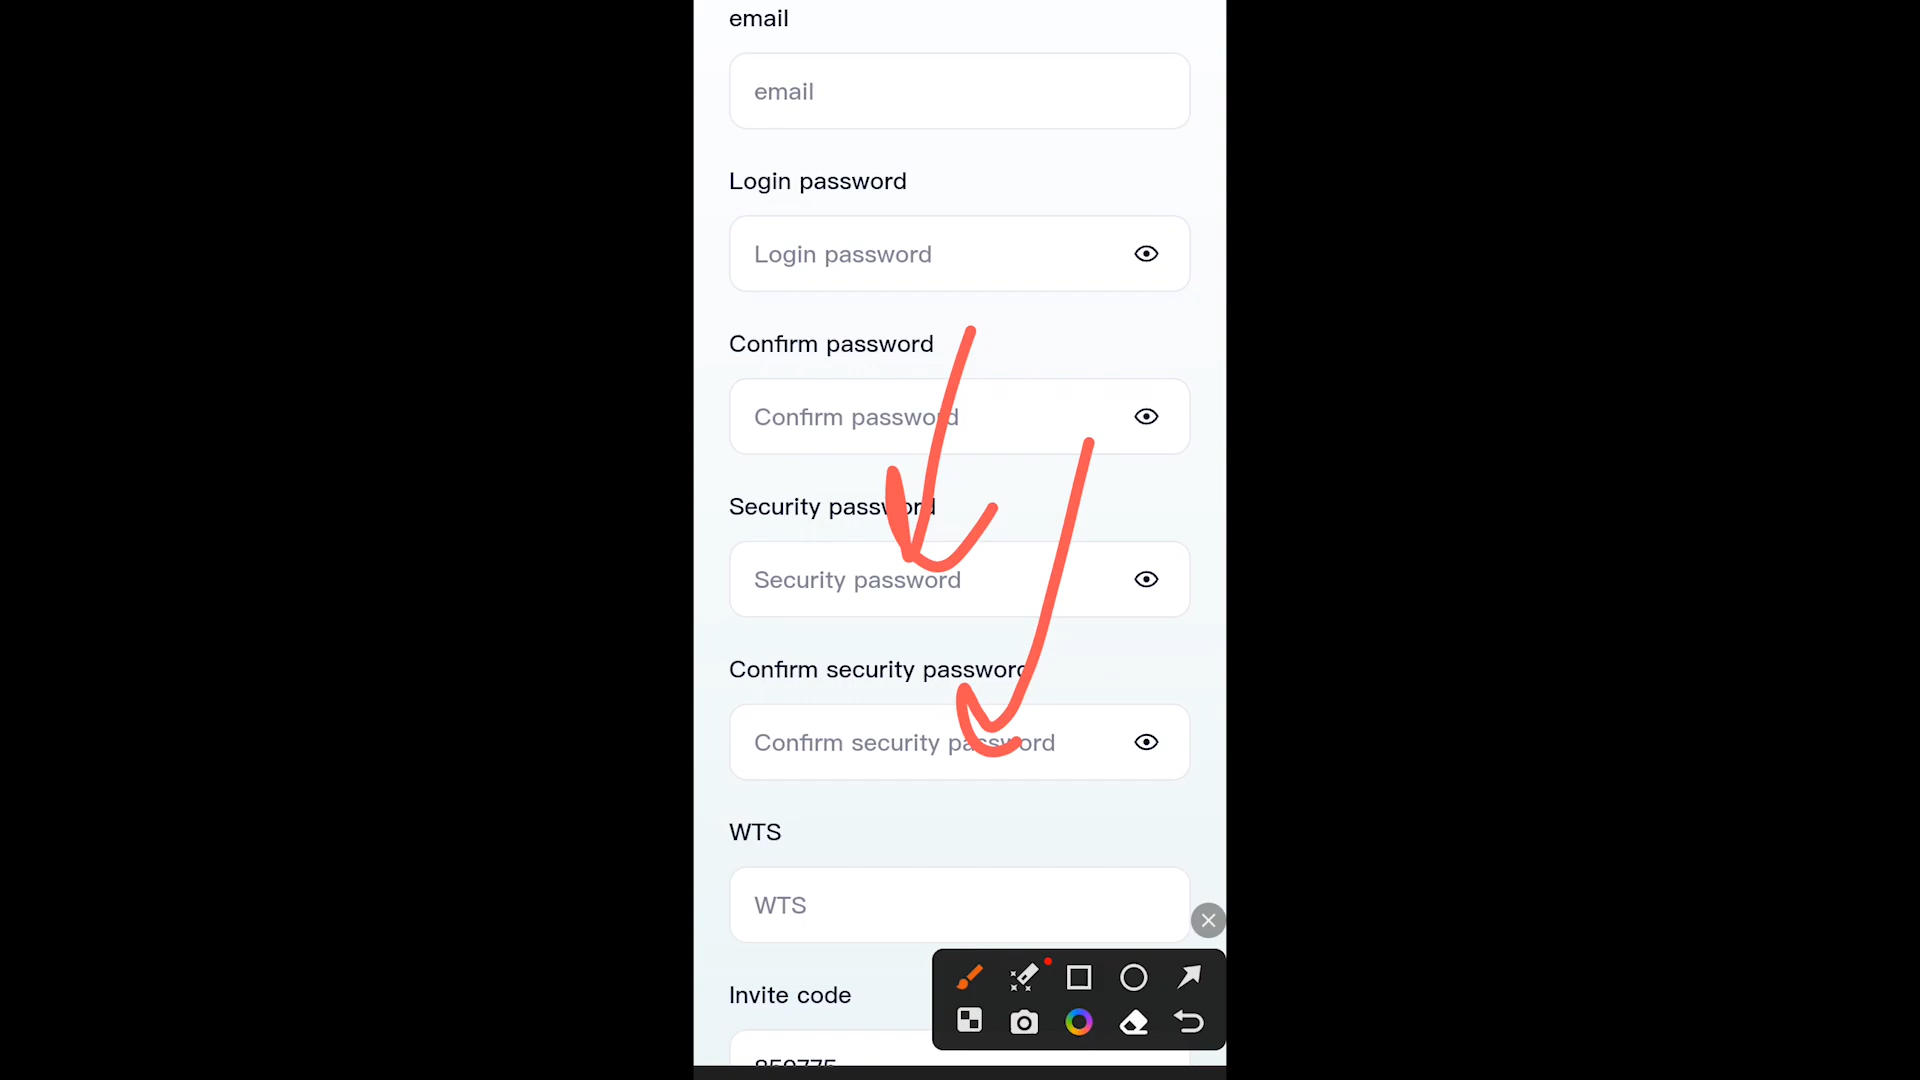 email
email
Login password
Login password
Confirm password
Confirm password
Security password
Security password
Confirm security password
Confirm security password
WTS
WTS
Invite code